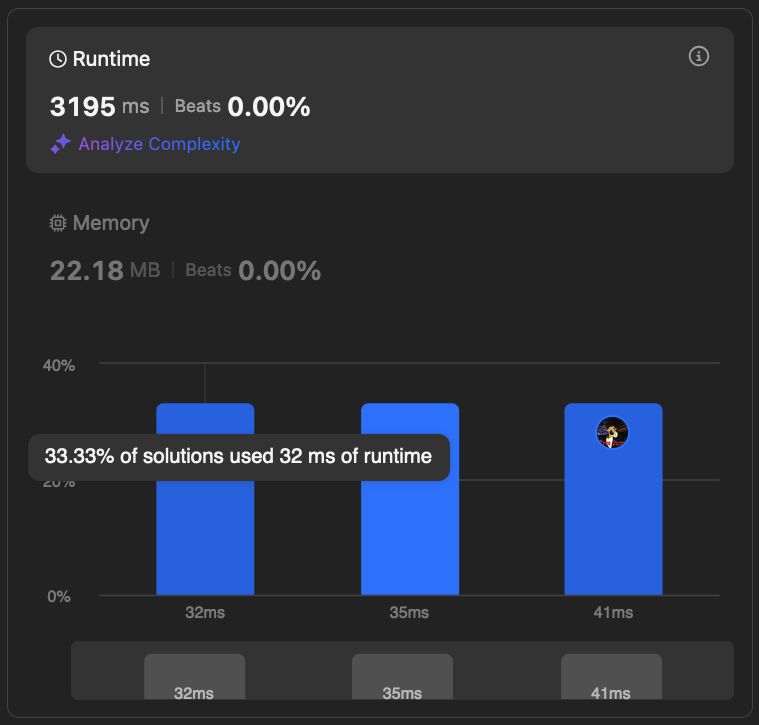 Runtime
3195 ms | Beats 0.00%
Analyze Complexity
Memory
22.18 MB | Beats 0.00%
40%
33.33% of solutions used 32 ms of runtime
20%
0%
32ms 35ms 41ms
32ms 35ms 41ms